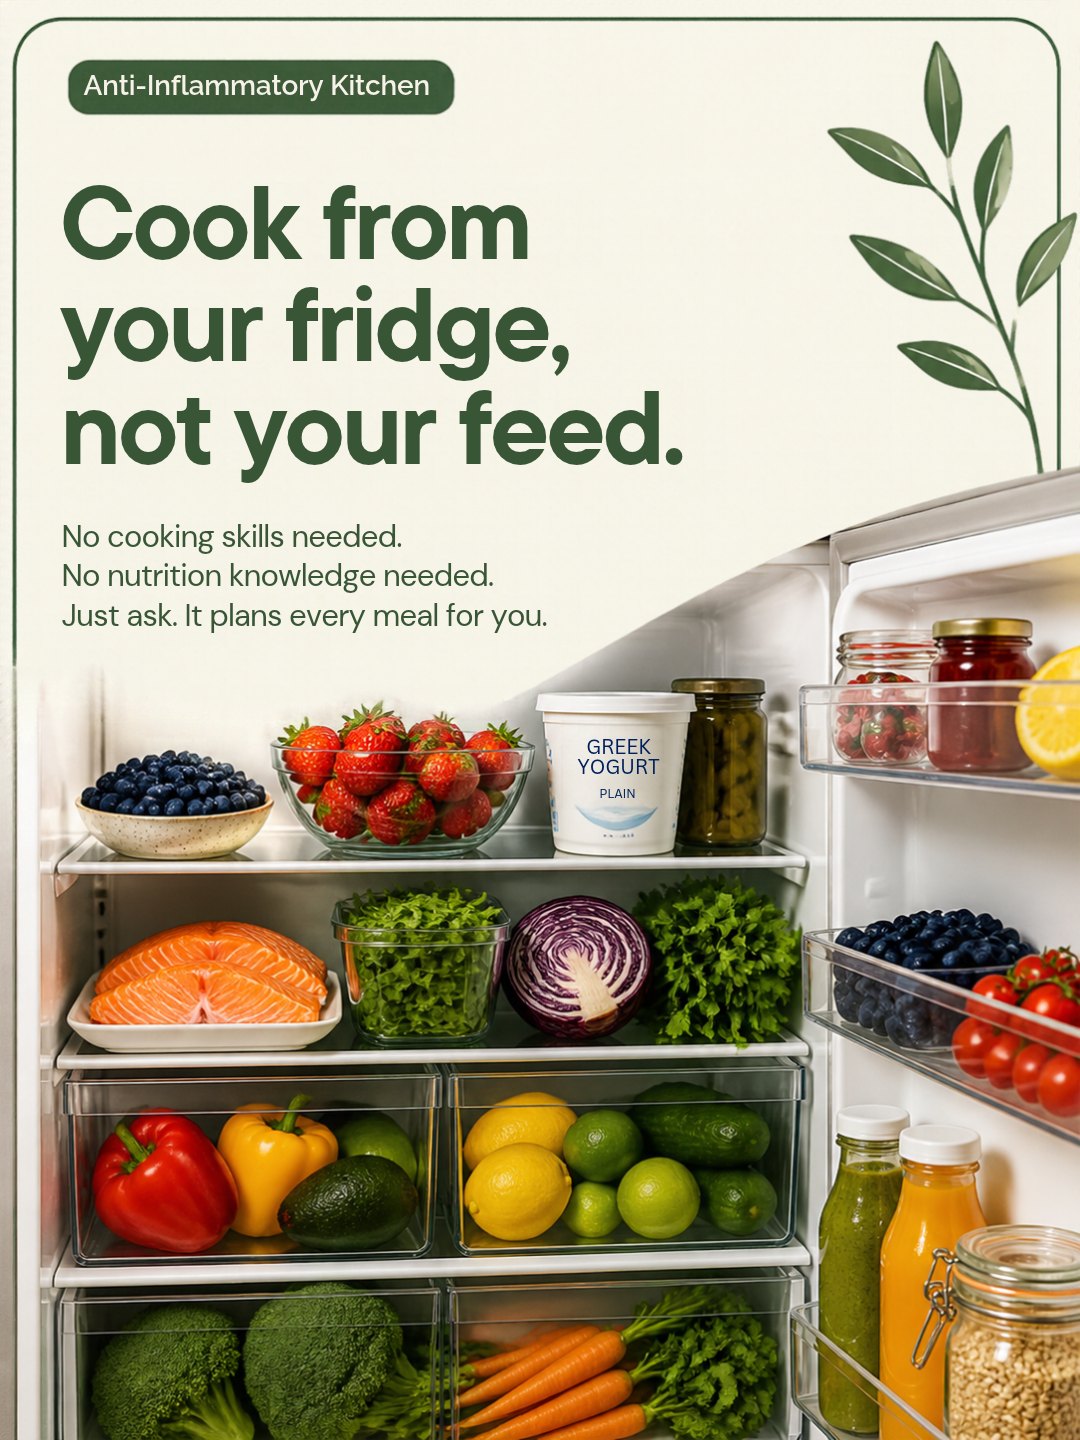 Anti-Inflammatory Kitchen
Cook from
your fridge,
not your feed.
No cooking skills needed.
No nutrition knowledge needed.
Just ask. It plans every meal for you.
GREEK
YOGURT
PLAIN